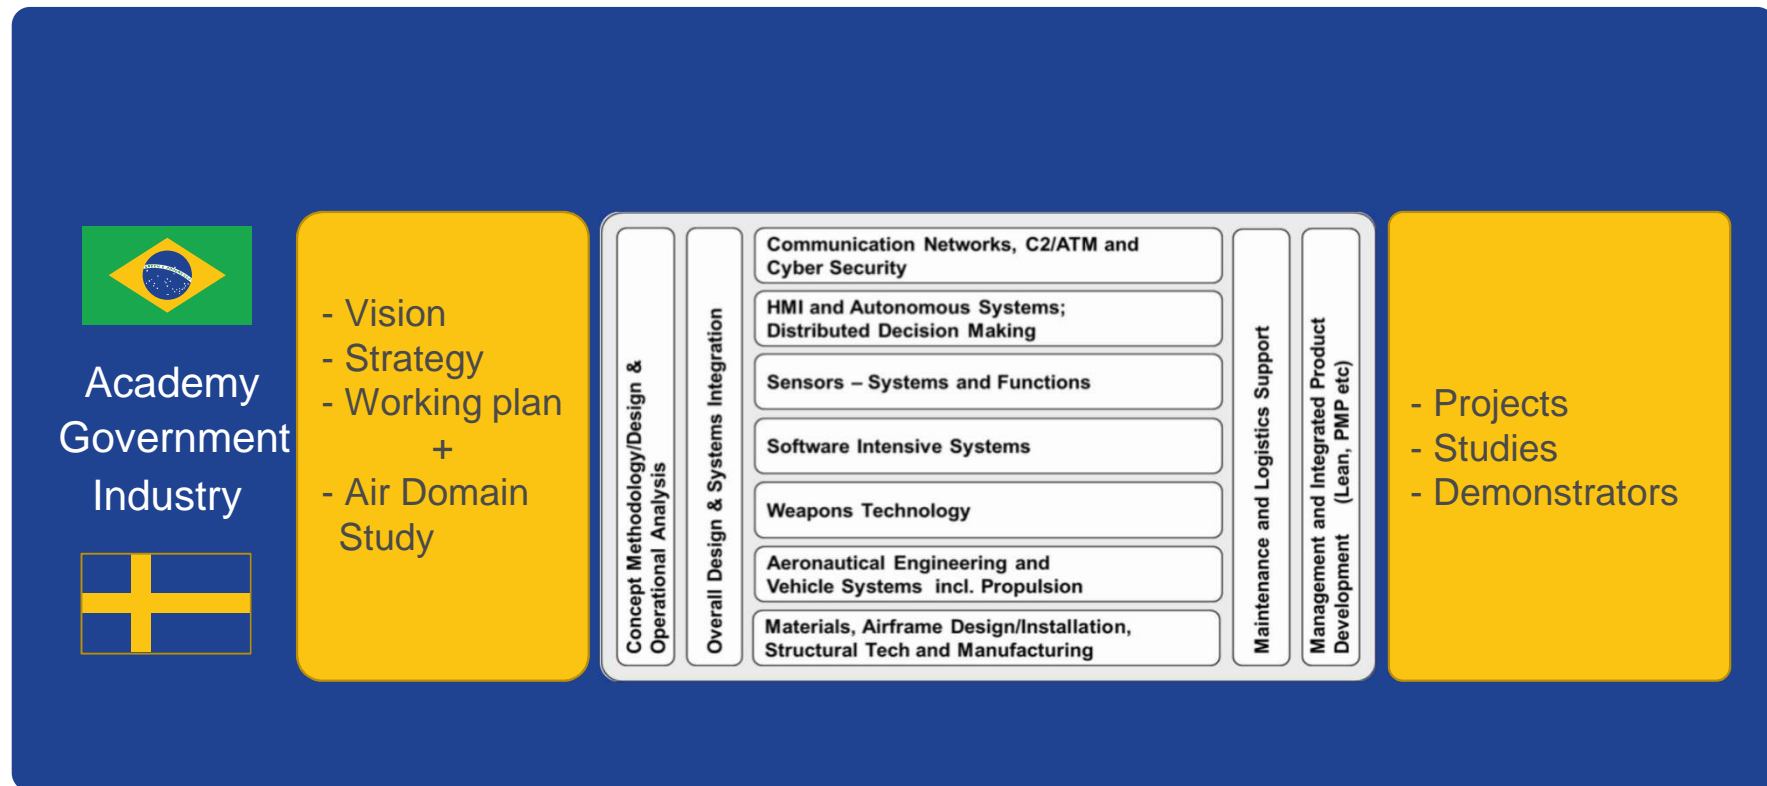 Academy
Government
Industry
- Vision
- Strategy
- Working plan
+
- Air Domain
Study
Concept Methodology/Design &
Operational Analysis
Overall Design & Systems Integration
Communication Networks, C2/ATM and
Cyber Security
HMI and Autonomous Systems;
Distributed Decision Making
Sensors – Systems and Functions
Software Intensive Systems
Weapons Technology
Aeronautical Engineering and
Vehicle Systems incl. Propulsion
Materials, Airframe Design/Installation,
Structural Tech and Manufacturing
Maintenance and Logistics Support
Management and Integrated Product
Development (Lean, PMP etc)
- Projects
- Studies
- Demonstrators